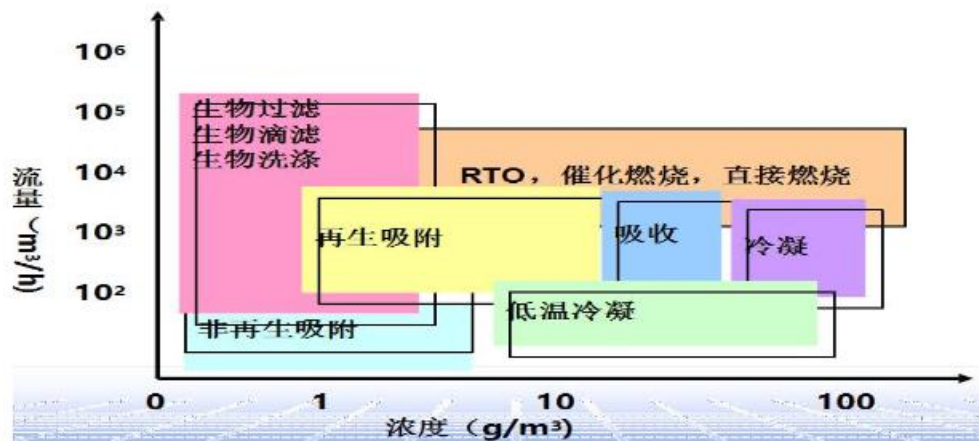 10⁶
10⁵
10⁴
10³
10²
流量(m³/h)
生物过滤
生物滴滤
生物洗涤
RTO，催化燃烧，直接燃烧
再生吸附
吸收
冷凝
低温冷凝
非再生吸附
0 1 10 100
浓度（g/m³）